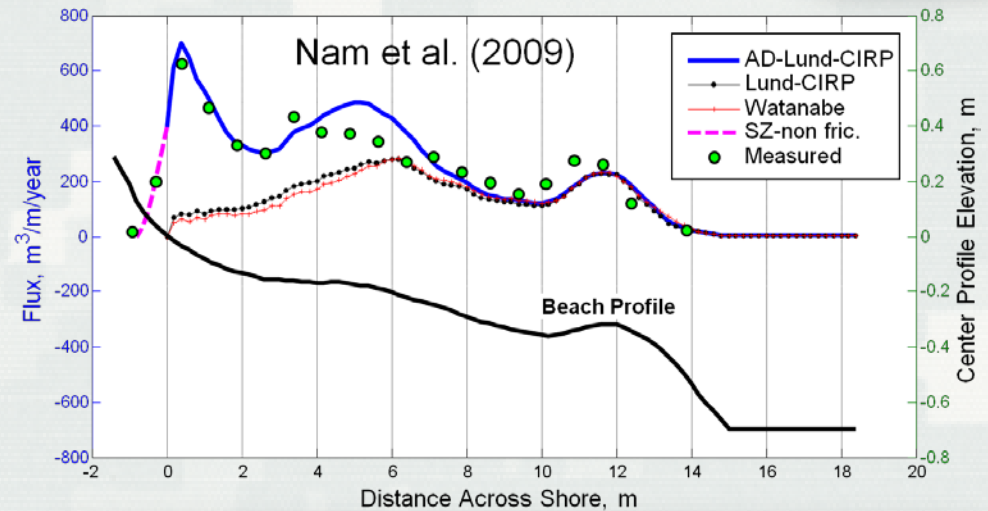 Nam et al. (2009)
AD-Lund-CIRP
Lund-CIRP
Watanabe
SZ-non fric.
Measured
Beach Profile
Flux, m³/m/year
800
600
400
200
0
-200
-400
-600
-800
Center Profile Elevation, m
0.8
0.6
0.4
0.2
0
-0.2
-0.4
-0.6
-0.8
-2 0 2 4 6 8 10 12 14 16 18 20
Distance Across Shore, m